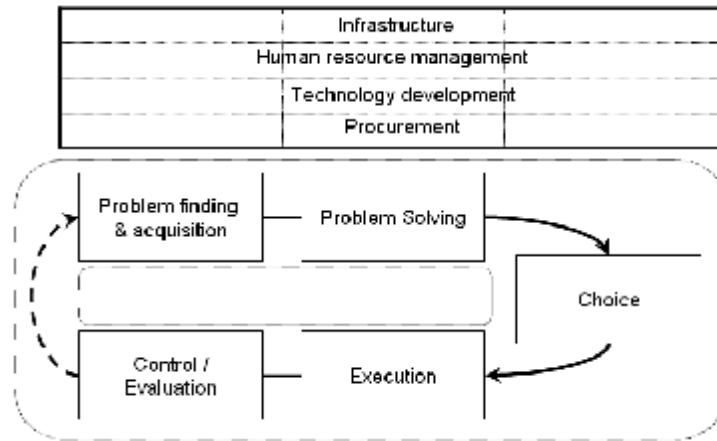 Infrastructure
Human resource management
Technology development
Procurement
Problem finding
& acquisition
Problem Solving
Choice
Control /
Evaluation
Execution